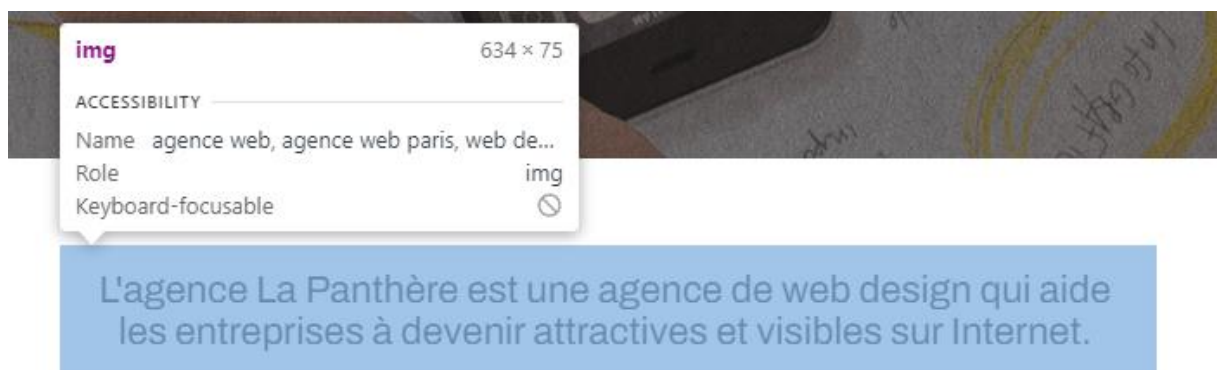 img 634 × 75
ACCESSIBILITY
Name agence web, agence web paris, web de...
Role img
Keyboard-focusable
L'agence La Panthère est une agence de web design qui aide
les entreprises à devenir attractives et visibles sur Internet.